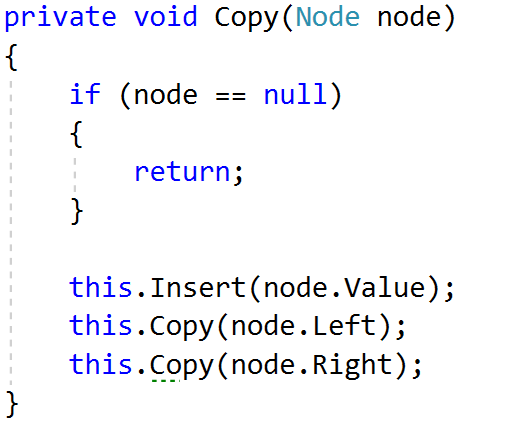 private void Copy(Node node)
{
    if (node == null)
    {
        return;
    }

    this.Insert(node.Value);
    this.Copy(node.Left);
    this.Copy(node.Right);
}